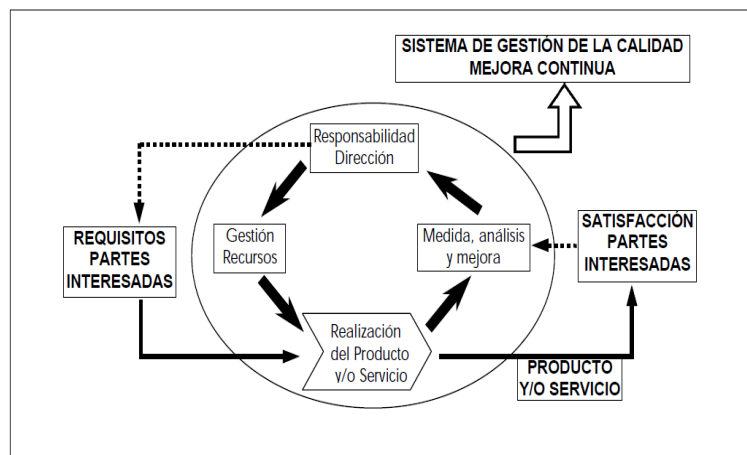 SISTEMA DE GESTIÓN DE LA CALIDAD
MEJORA CONTINUA
Responsabilidad
Dirección
REQUISITOS
PARTES
INTERESADAS
Gestión
Recursos
Medida, análisis
y mejora
SATISFACCIÓN
PARTES
INTERESADAS
Realización
del Producto
y/o Servicio
PRODUCTO
Y/O SERVICIO